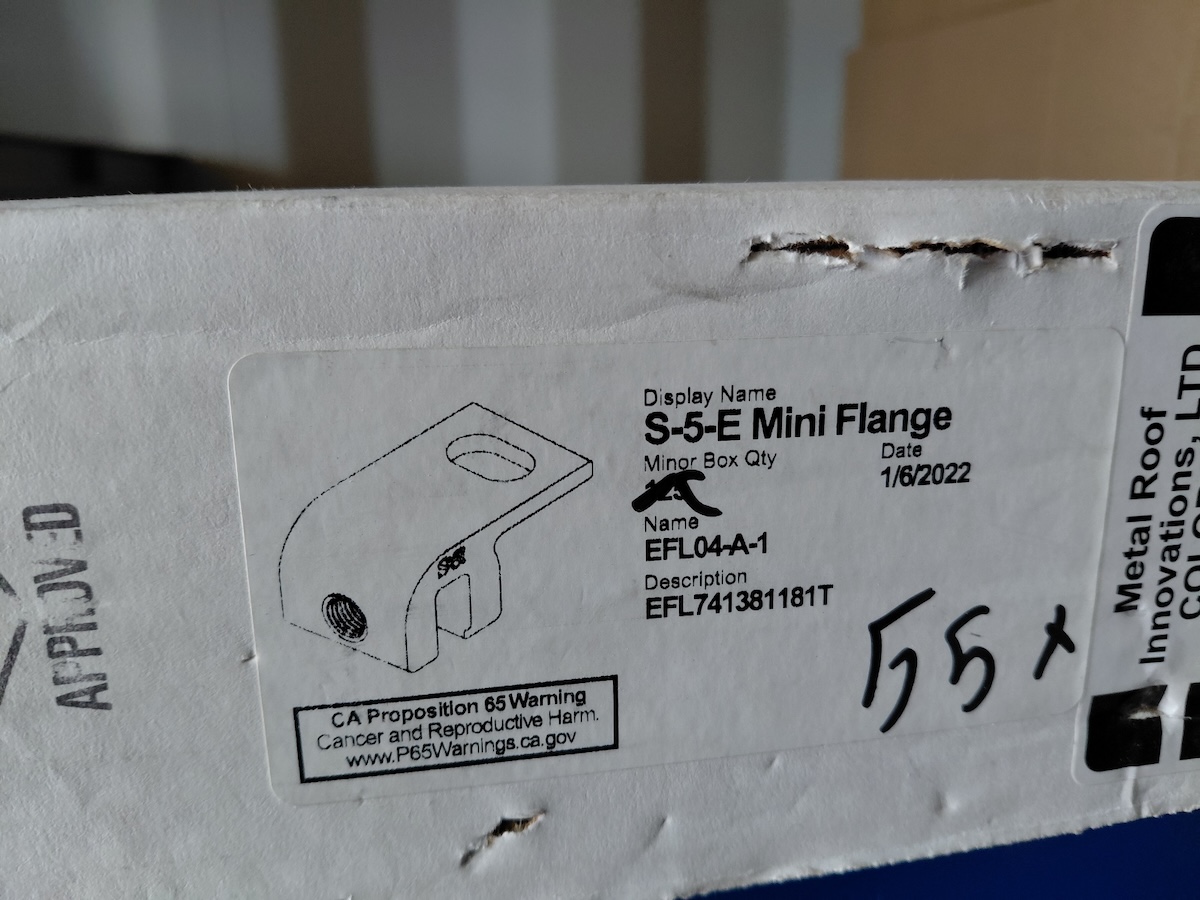 APPROVED
Display Name
S-5-E Mini Flange
Minor Box Qty
Date
1/6/2022
Name
EFL04-A-1
Description
EFL741381181T
55 x
CA Proposition 65 Warning
Cancer and Reproductive Harm.
www.P65Warnings.ca.gov
Metal Roof
Innovations, LTD